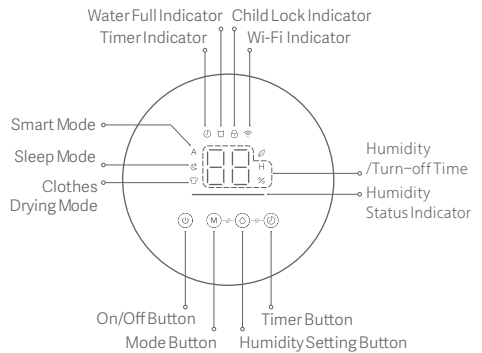 Water Full Indicator Child Lock Indicator
Timer Indicator Wi-Fi Indicator
Smart Mode
A
Sleep Mode
88
H
Humidity
/Turn-off Time
Clothes
Drying Mode
%
Humidity
Status Indicator
M
On/Off Button
Timer Button
Mode Button
Humidity Setting Button